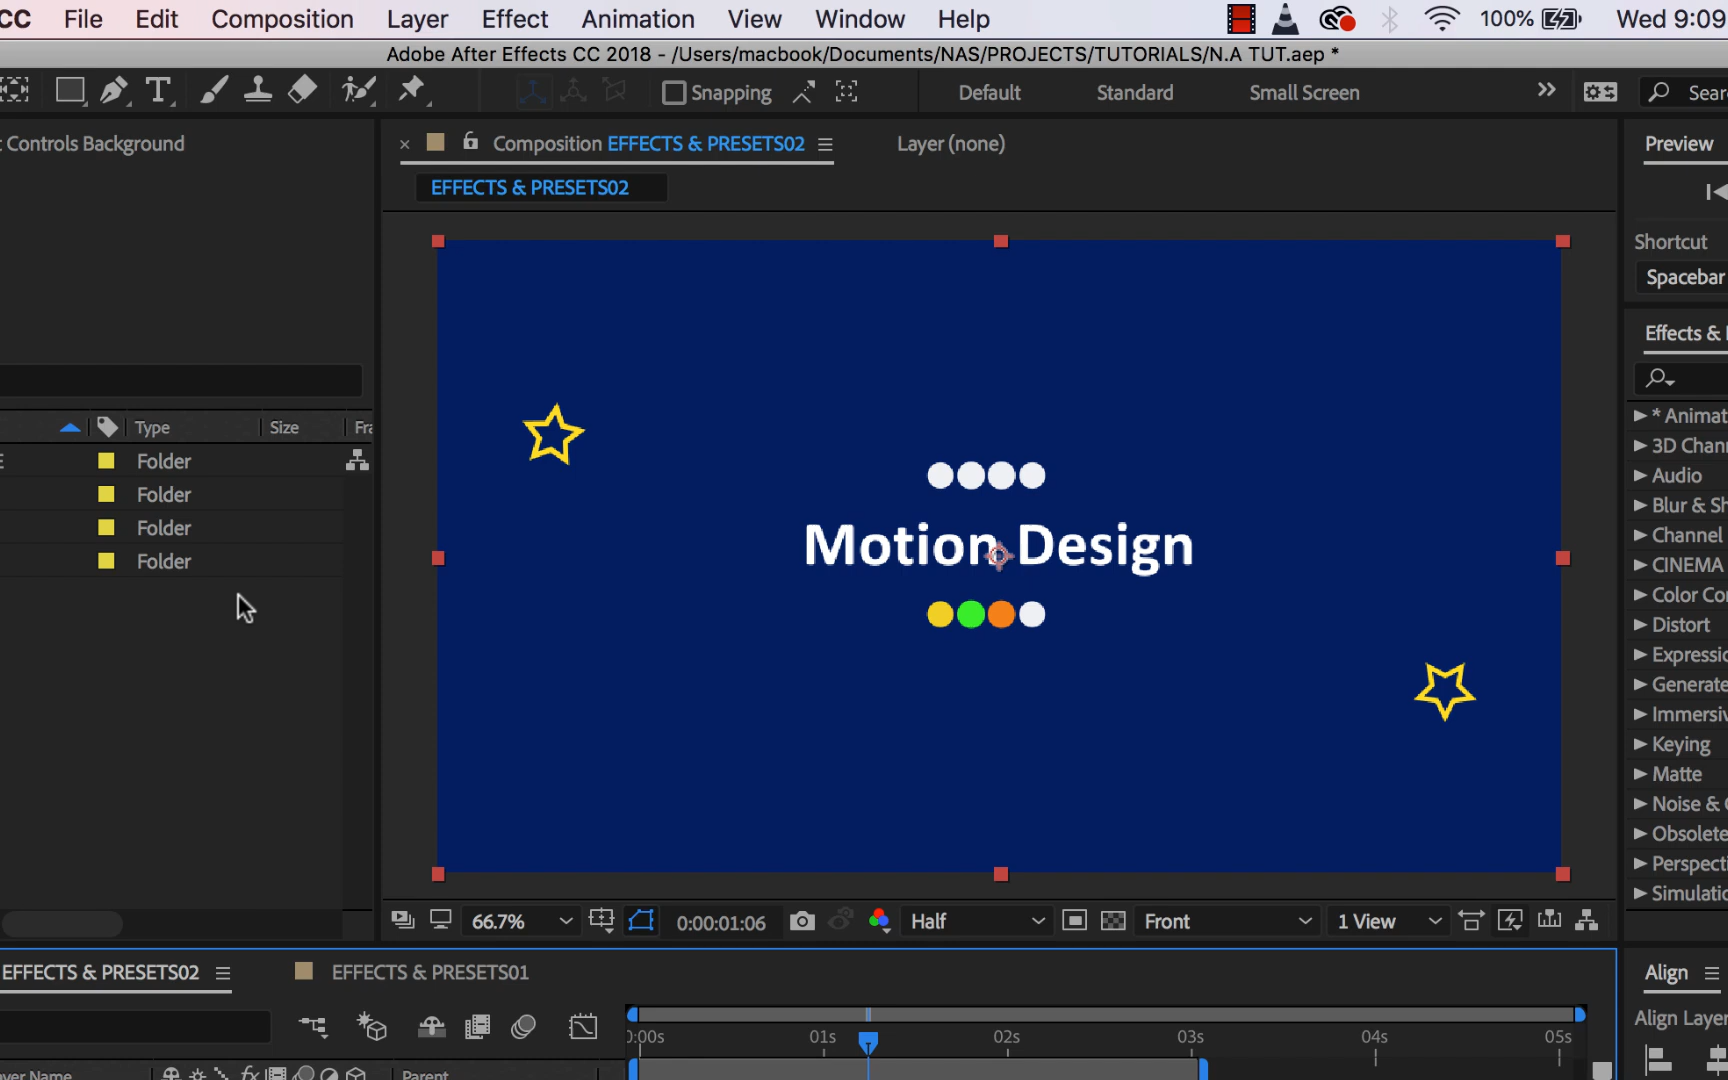 CC File Edit Composition Layer Effect Animation View Window Help 100% Wed 9:09
Adobe After Effects CC 2018 - /Users/macbook/Documents/NAS/PROJECTS/TUTORIALS/N.A TUT.aep *
T Snapping Default Standard Small Screen Sear
Controls Background
Composition EFFECTS & PRESETS02 Layer (none) Preview
EFFECTS & PRESETS02
Shortcut
Spacebar
Effects &
Type Size Fra
* Animat
Folder 3D Chann
Folder Audio
Folder Blur & Sh
Folder Channel
CINEMA
Color Cor
Distort
Expressio
Generate
Immersiv
Keying
Matte
Noise &
Obsolete
Perspecti
Simulatio
Motion Design
66.7% 0:00:01:06 Half Front 1 View
EFFECTS & PRESETS02 EFFECTS & PRESETS01 Align
Align Layer
0:00s 01s 02s 03s 04s 05s
ayer Name fx Parent